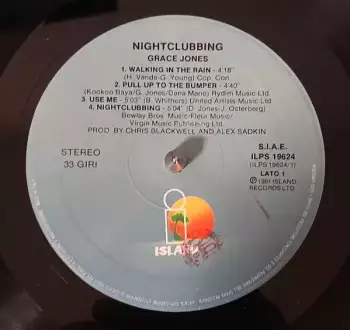 NIGHTCLUBBING
GRACE JONES
1. WALKING IN THE RAIN - 4'18"
(H. Vanda-G. Young) Cop. Con.
2. PULL UP TO THE BUMPER - 4'40"
(Kookoo Baya/G. Jones/Dana Mano) Rydim Music Ltd
3. USE ME - 5'03" (B. Whithers) United Artists Music Ltd
4. NIGHTCLUBBING - 5'04" (D. Jones-J. Osterberg)
Bewlay Bros. Music-Fleur Music/
Virgin Music Publishing Ltd.
PROD. BY CHRIS BLACKWELL AND ALEX SADKIN
STEREO
33 GIRI
S.I.A.E.
ILPS 19624
(ILPS 19624/1)
LATO 1
℗ 1981 ISLAND
RECORDS LTD
ISLAND